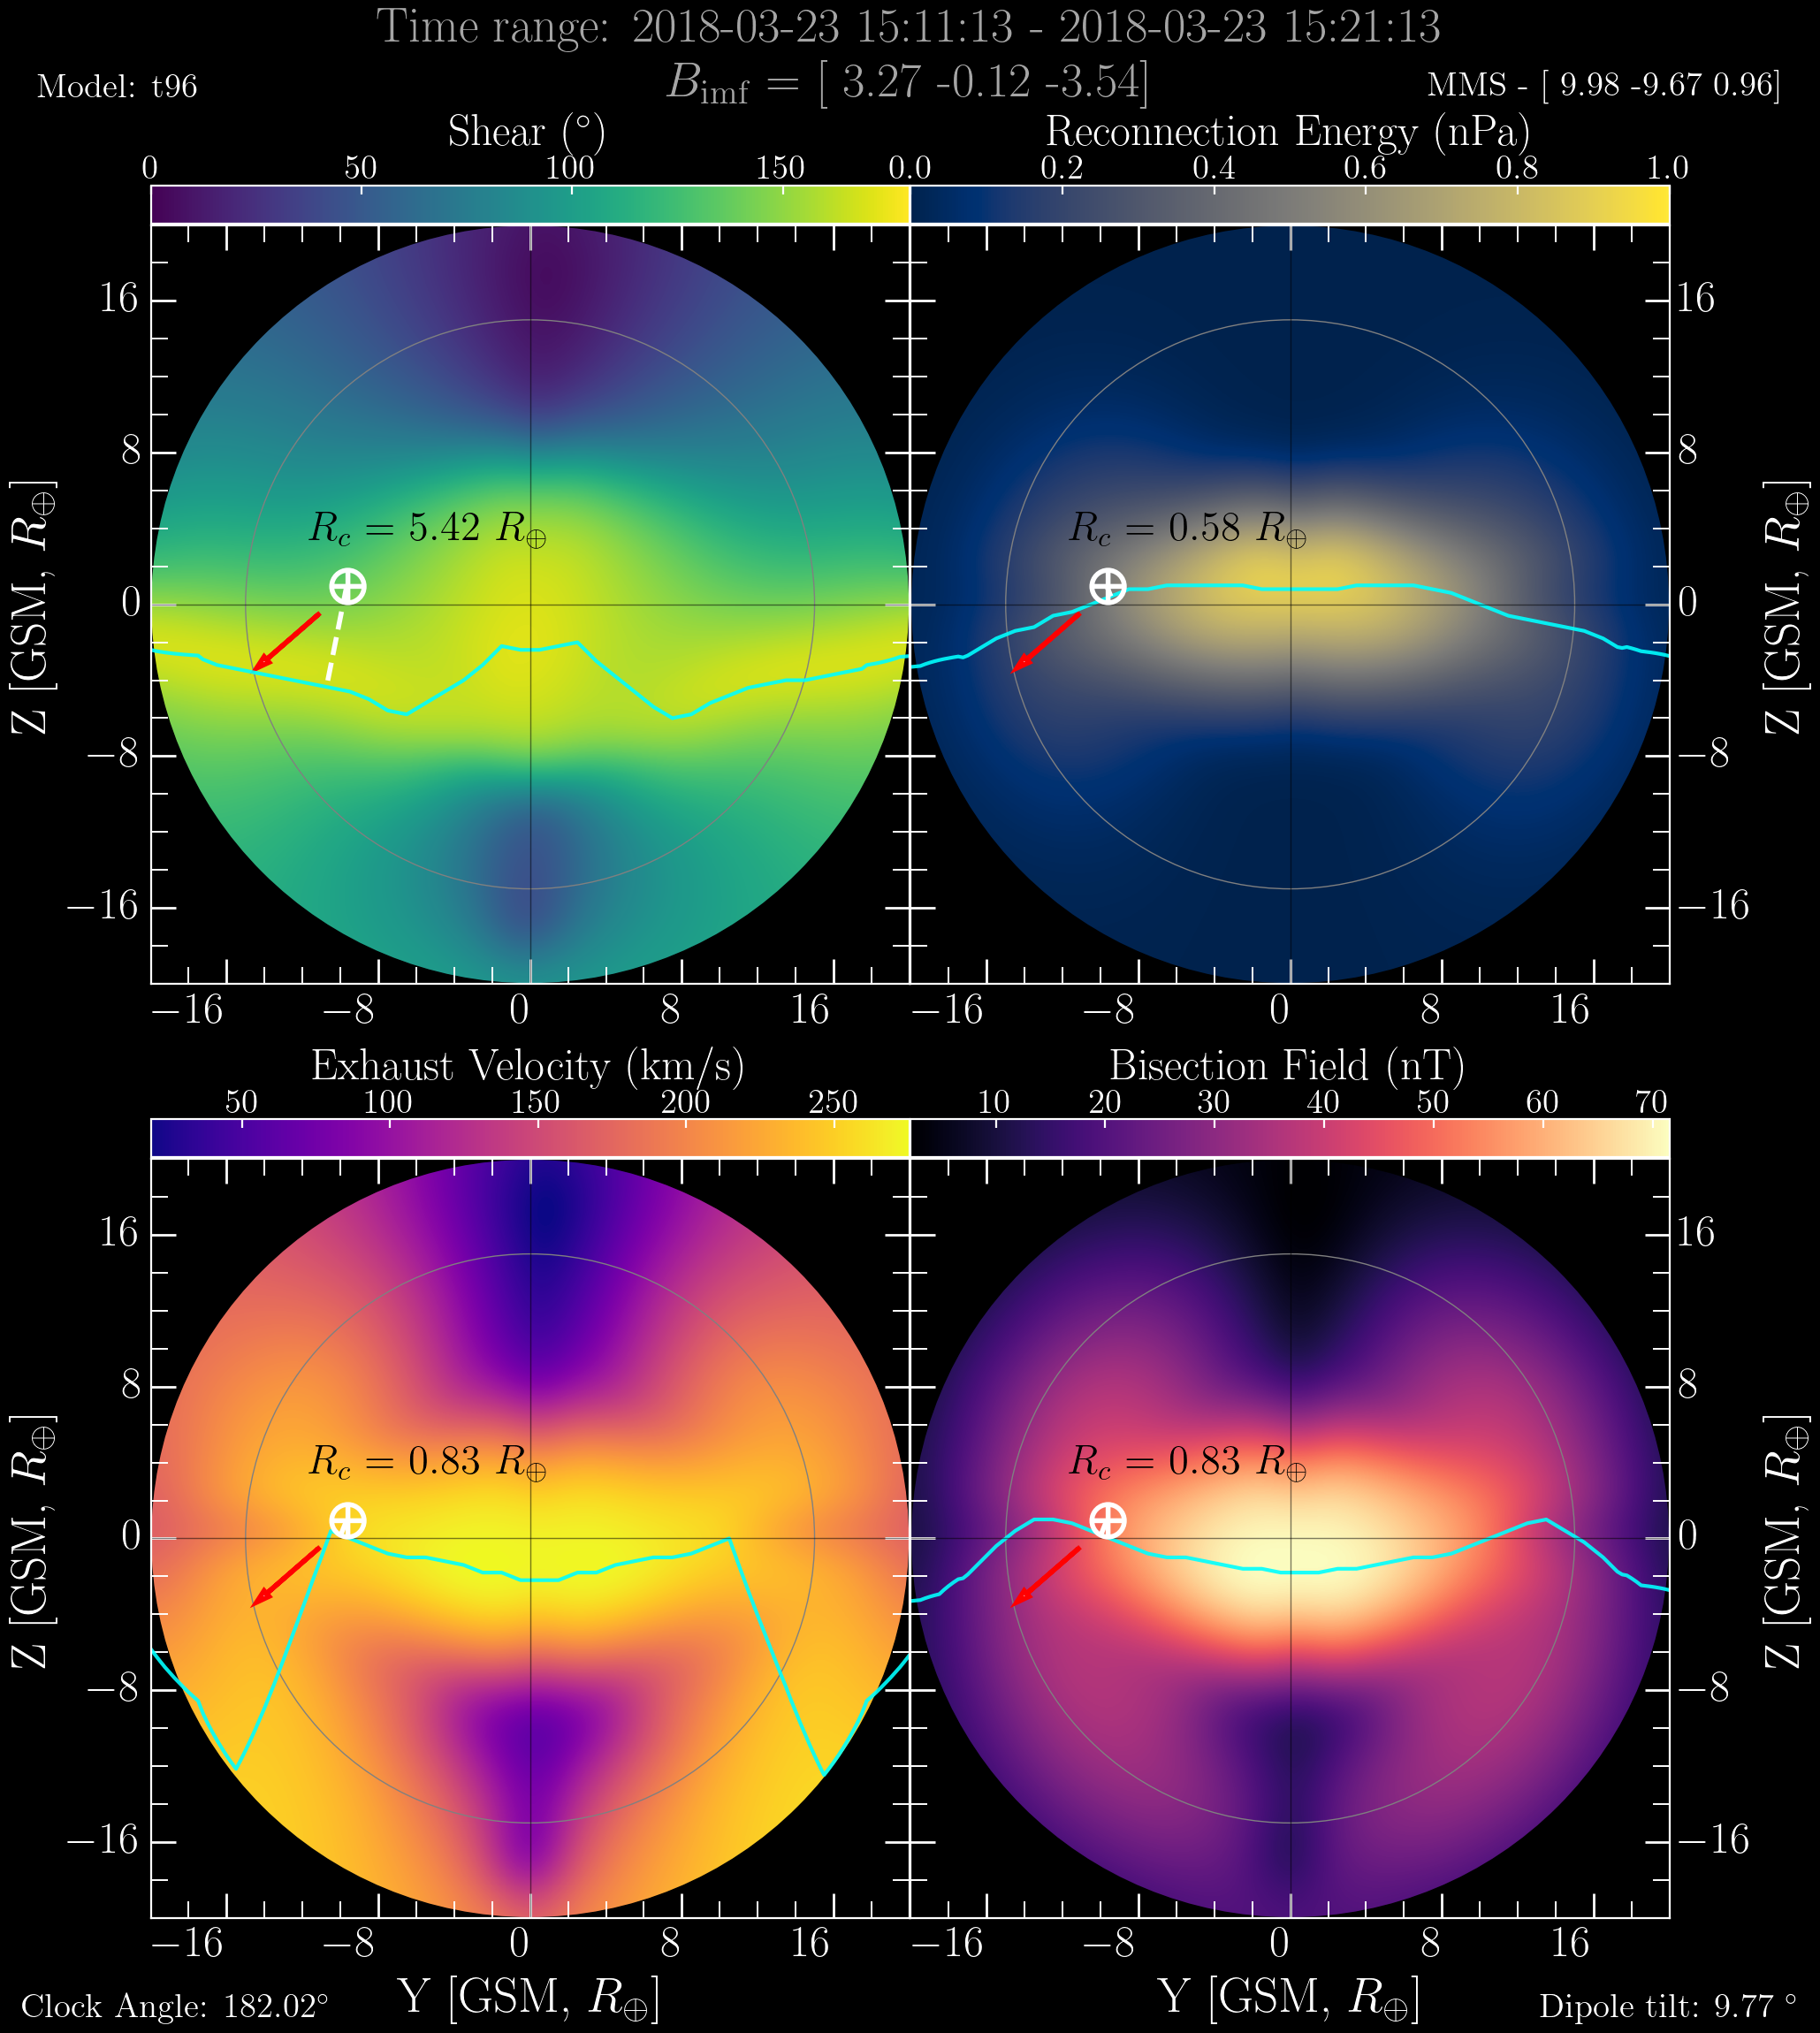 Time range: 2018-03-23 15:11:13 - 2018-03-23 15:21:13
Model: t96
B_imf = [ 3.27 -0.12 -3.54]
MMS - [ 9.98 -9.67 0.96]
Shear (°)
Reconnection Energy (nPa)
0 50 100 150
0.0 0.2 0.4 0.6 0.8 1.0
16
8
0
−8
−16
Z [GSM, R⊕]
R_c = 5.42 R⊕
R_c = 0.58 R⊕
16
8
0
−8
−16
Z [GSM, R⊕]
−16 −8 0 8 16
−16 −8 0 8 16
Exhaust Velocity (km/s)
Bisection Field (nT)
50 100 150 200 250
10 20 30 40 50 60 70
16
8
0
−8
−16
Z [GSM, R⊕]
R_c = 0.83 R⊕
R_c = 0.83 R⊕
16
8
0
−8
−16
Z [GSM, R⊕]
−16 −8 0 8 16
−16 −8 0 8 16
Y [GSM, R⊕]
Y [GSM, R⊕]
Clock Angle: 182.02°
Dipole tilt: 9.77 °